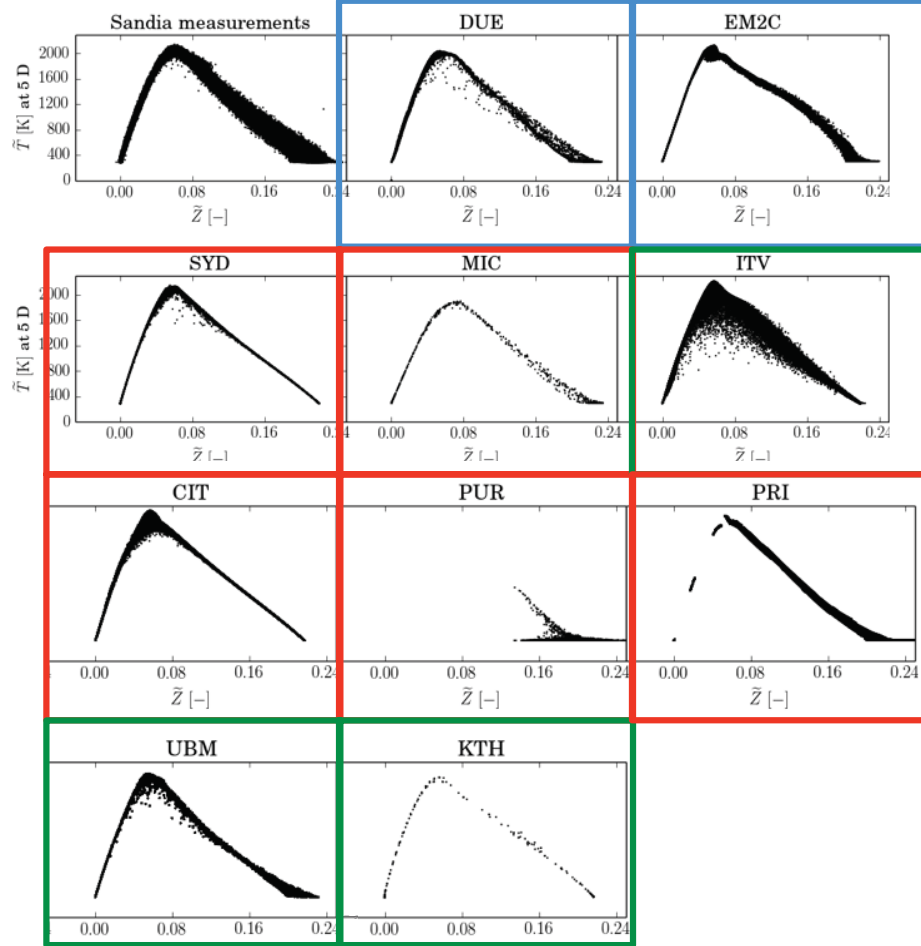 Sandia measurements DUE EM2C
T̃ [K] at 5 D
2000
1600
1200
800
400
0
0.00 0.08 0.16 0.24 0.00 0.08 0.16 0.24 0.00 0.08 0.16 0.24
Z̃ [−] Z̃ [−] Z̃ [−]
SYD MIC ITV
T̃ [K] at 5 D
2000
1600
1200
800
400
0
0.00 0.08 0.16 0.24 0.00 0.08 0.16 0.24 0.00 0.08 0.16 0.24
Z̃ [−] Z̃ [−] Z̃ [−]
CIT PUR PRI
0.00 0.08 0.16 0.24 0.00 0.08 0.16 0.24 0.00 0.08 0.16 0.24
Z̃ [−] Z̃ [−] Z̃ [−]
UBM KTH
0.00 0.08 0.16 0.24 0.00 0.08 0.16 0.24